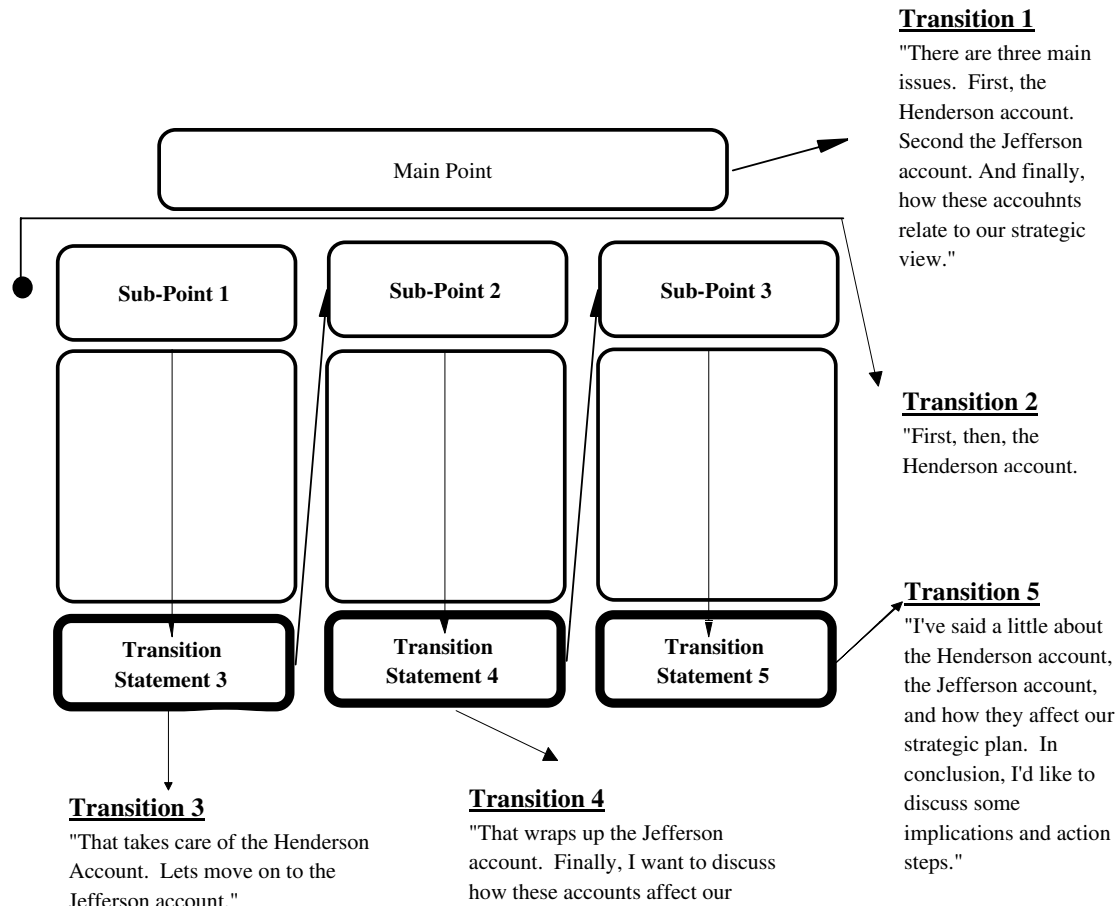 Transition 1
"There are three main
issues.  First, the
Henderson account.
Second the Jefferson
account. And finally,
how these accouhnts
relate to our strategic
view."
Main Point
Sub-Point 1
Sub-Point 2
Sub-Point 3
Transition 2
"First, then, the
Henderson account.
Transition
Statement 3
Transition
Statement 4
Transition
Statement 5
Transition 5
"I've said a little about
the Henderson account,
the Jefferson account,
and how they affect our
strategic plan.  In
conclusion, I'd like to
discuss some
implications and action
steps."
Transition 3
"That takes care of the Henderson
Account.  Lets move on to the
Jefferson account."
Transition 4
"That wraps up the Jefferson
account.  Finally, I want to discuss
how these accounts affect our